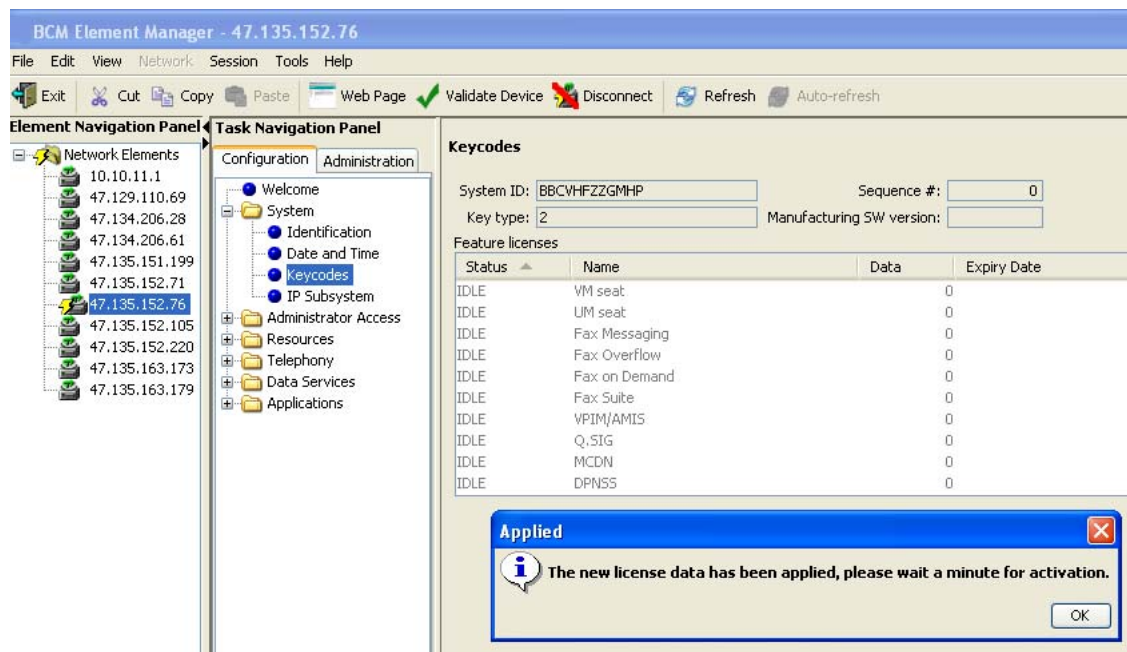 BCM Element Manager - 47.135.152.76
File Edit View Network Session Tools Help
Exit Cut Copy Paste Web Page Validate Device Disconnect Refresh Auto-refresh
Element Navigation Panel
Network Elements
10.10.11.1
47.129.110.69
47.134.206.28
47.134.206.61
47.135.151.199
47.135.152.71
47.135.152.76
47.135.152.105
47.135.152.220
47.135.163.173
47.135.163.179
Task Navigation Panel
Configuration Administration
Welcome
System
Identification
Date and Time
Keycodes
IP Subsystem
Administrator Access
Resources
Telephony
Data Services
Applications
Keycodes
System ID: BBCVHFZZGMHP Sequence #: 0
Key type: 2 Manufacturing SW version:
Feature licenses
Status Name Data Expiry Date
IDLE VM seat 0
IDLE UM seat 0
IDLE Fax Messaging 0
IDLE Fax Overflow 0
IDLE Fax on Demand 0
IDLE Fax Suite 0
IDLE VPIM/AMIS 0
IDLE Q.SIG 0
IDLE MCDN 0
IDLE DPNSS 0
Applied
The new license data has been applied, please wait a minute for activation.
OK